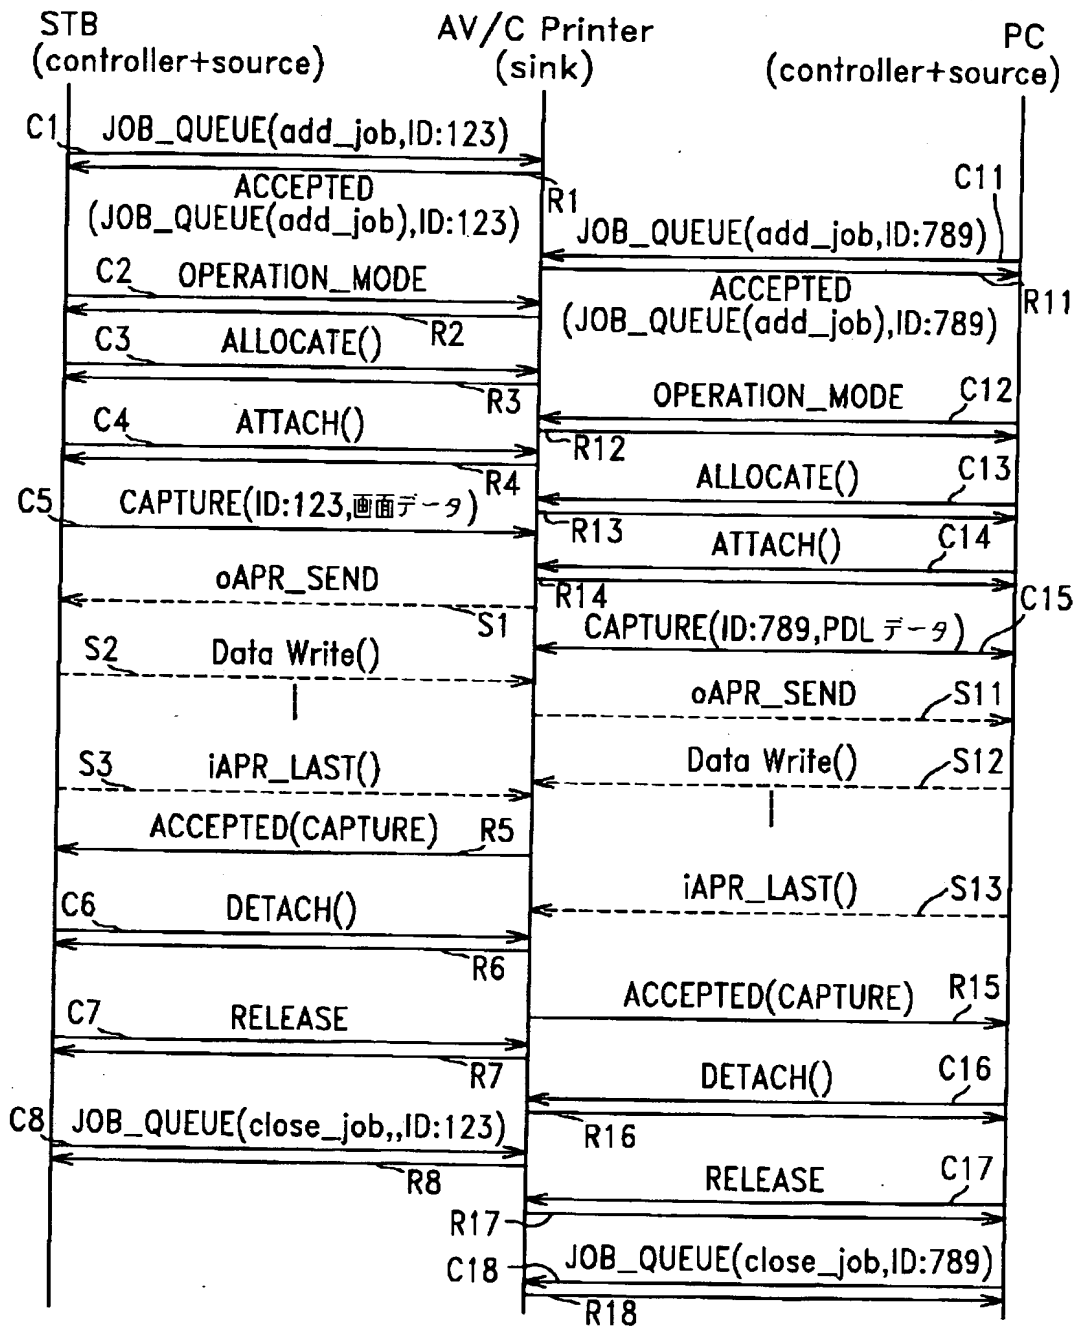 STB
(controller+source)
AV/C Printer
(sink)
PC
(controller+source)
C1
JOB_QUEUE(add_job,ID:123)
R1
ACCEPTED
(JOB_QUEUE(add_job),ID:123)
C11
JOB_QUEUE(add_job,ID:789)
R11
ACCEPTED
(JOB_QUEUE(add_job),ID:789)
C2
OPERATION_MODE
R2
C3
ALLOCATE()
R3
OPERATION_MODE
C12
R12
C4
ATTACH()
R4
ALLOCATE()
C13
R13
C5
CAPTURE(ID:123,画面データ)
ATTACH()
C14
R14
oAPR_SEND
S1
C15
CAPTURE(ID:789,PDL データ)
S2
Data Write()
oAPR_SEND
S11
S3
iAPR_LAST()
Data Write()
S12
ACCEPTED(CAPTURE)
R5
iAPR_LAST()
S13
C6
DETACH()
R6
ACCEPTED(CAPTURE)
R15
C7
RELEASE
R7
DETACH()
C16
R16
C8
JOB_QUEUE(close_job,,ID:123)
R8
RELEASE
C17
R17
C18
JOB_QUEUE(close_job,ID:789)
R18